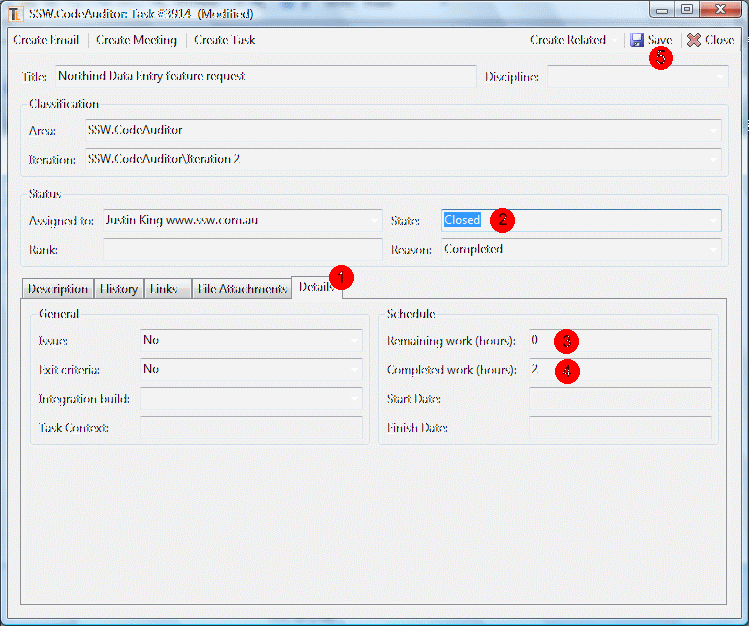 SSW.CodeAuditor: Task #3914 (Modified)
Create Email Create Meeting Create Task Create Related Save Close
5
Title: Northind Data Entry feature request Discipline:
Classification
Area: SSW.CodeAuditor
Iteration: SSW.CodeAuditor\Iteration 2
Status
Assigned to: Justin King www.ssw.com.au State: Closed 2
Rank: Reason: Completed
Description History Links File Attachments Details 1
General Schedule
Issue: No Remaining work (hours): 0 3
Exit criteria: No Completed work (hours): 2 4
Integration build: Start Date:
Task Context: Finish Date: